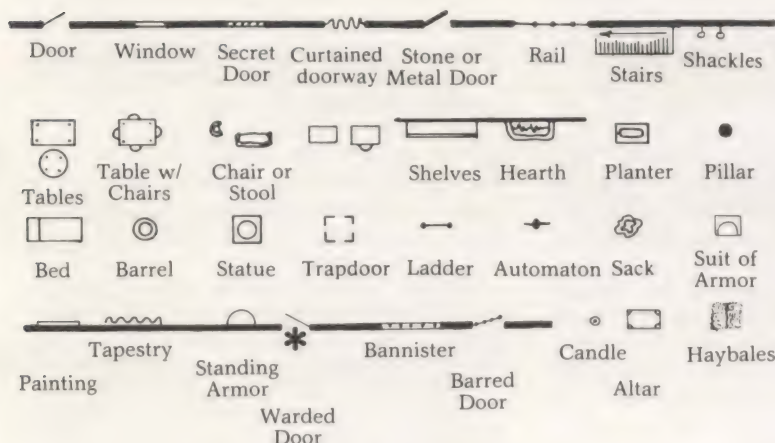 Door Window Secret Door Curtained doorway Stone or Metal Door Rail Stairs Shackles
Tables Table w/ Chairs Chair or Stool Shelves Hearth Planter Pillar
Bed Barrel Statue Trapdoor Ladder Automaton Sack Suit of Armor
Painting Tapestry Standing Armor Warded Door Bannister Barred Door Candle Altar Haybales